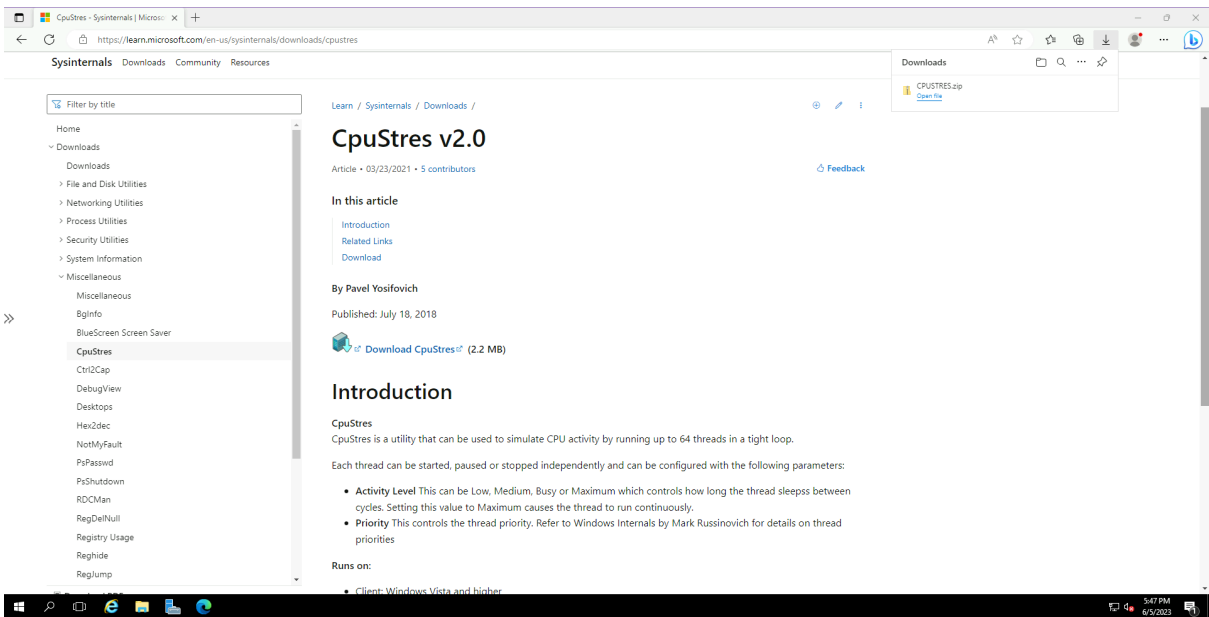 CpuStres - Sysinternals | Microso
https://learn.microsoft.com/en-us/sysinternals/downloads/cpustres
Sysinternals Downloads Community Resources
Downloads
CPUSTRES.zip
Open file
Filter by title
Home
Downloads
Downloads
File and Disk Utilities
Networking Utilities
Process Utilities
Security Utilities
System Information
Miscellaneous
Miscellaneous
BgInfo
BlueScreen Screen Saver
CpuStres
Ctrl2Cap
DebugView
Desktops
Hex2dec
NotMyFault
PsPasswd
PsShutdown
RDCMan
RegDelNull
Registry Usage
Reghide
RegJump
Learn / Sysinternals / Downloads /
CpuStres v2.0
Article • 03/23/2021 • 5 contributors
Feedback
In this article
Introduction
Related Links
Download
By Pavel Yosifovich
Published: July 18, 2018
Download CpuStres (2.2 MB)
Introduction
CpuStres
CpuStres is a utility that can be used to simulate CPU activity by running up to 64 threads in a tight loop.
Each thread can be started, paused or stopped independently and can be configured with the following parameters:
• Activity Level This can be Low, Medium, Busy or Maximum which controls how long the thread sleepss between
cycles. Setting this value to Maximum causes the thread to run continuously.
• Priority This controls the thread priority. Refer to Windows Internals by Mark Russinovich for details on thread
priorities
Runs on:
• Client: Windows Vista and higher
5:47 PM
6/5/2023